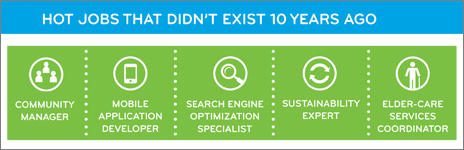 HOT JOBS THAT DIDN'T EXIST 10 YEARS AGO
COMMUNITY
MANAGER
MOBILE
APPLICATION
DEVELOPER
SEARCH ENGINE
OPTIMIZATION
SPECIALIST
SUSTAINABILITY
EXPERT
ELDER-CARE
SERVICES
COORDINATOR